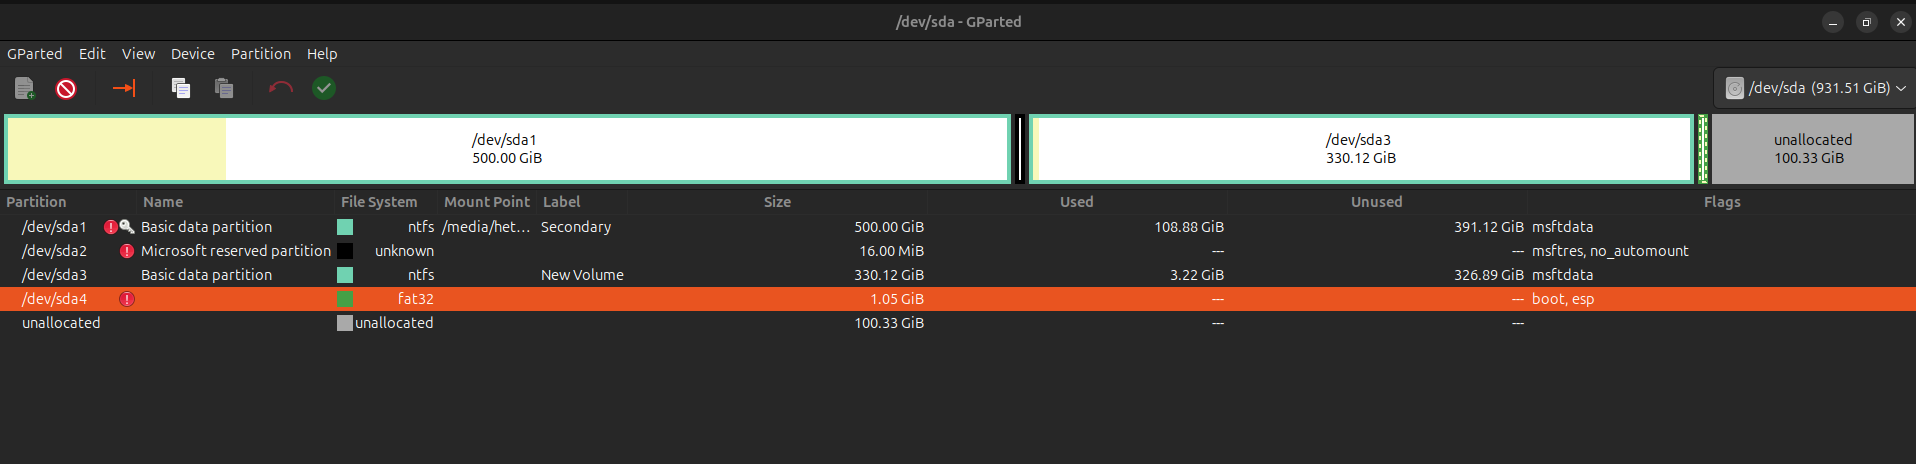 /dev/sda - GParted
GParted Edit View Device Partition Help
/dev/sda (931.51 GiB)
/dev/sda1
500.00 GiB
/dev/sda3
330.12 GiB
unallocated
100.33 GiB
Partition Name File System Mount Point Label Size Used Unused Flags
/dev/sda1 Basic data partition ntfs /media/het... Secondary 500.00 GiB 108.88 GiB 391.12 GiB msftdata
/dev/sda2 Microsoft reserved partition unknown 16.00 MiB --- --- msftres, no_automount
/dev/sda3 Basic data partition ntfs New Volume 330.12 GiB 3.22 GiB 326.89 GiB msftdata
/dev/sda4 fat32 1.05 GiB --- --- boot, esp
unallocated unallocated 100.33 GiB --- ---